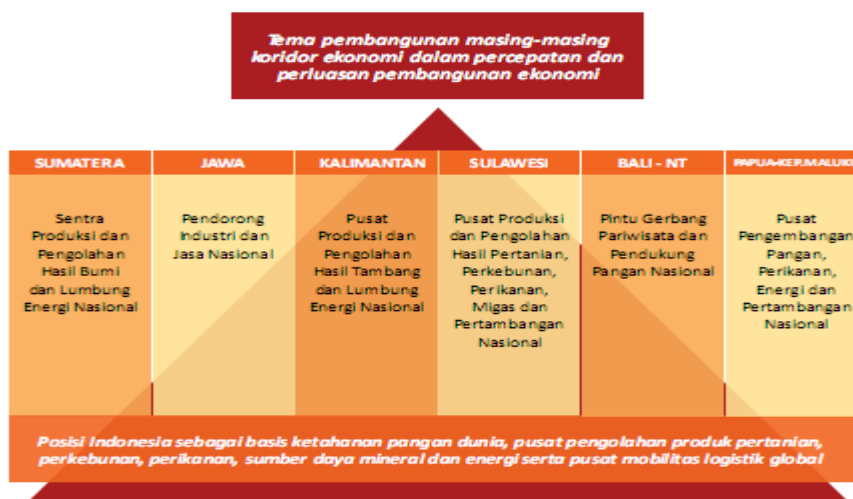 Tema pembangunan masing-masing
koridor ekonomi dalam percepatan dan
perluasan pembangunan ekonomi
SUMATERA
Sentra
Produksi dan
Pengolahan
Hasil Bumi
dan Lumbung
Energi Nasional
JAWA
Pendorong
Industri dan
Jasa Nasional
KALIMANTAN
Pusat
Produksi dan
Pengolahan
Hasil Tambang
dan Lumbung
Energi Nasional
SULAWESI
Pusat Produksi
dan Pengolahan
Hasil Pertanian,
Perkebunan,
Perikanan,
Migas dan
Pertambangan
Nasional
BALI - NT
Pintu Gerbang
Pariwisata dan
Pendukung
Pangan Nasional
PAPUA-KEP.MALUKU
Pusat
Pengembangan
Pangan,
Perikanan,
Energi dan
Pertambangan
Nasional
Posisi Indonesia sebagai basis ketahanan pangan dunia, pusat pengolahan produk pertanian,
perkebunan, perikanan, sumber daya mineral dan energi serta pusat mobilitas logistik global